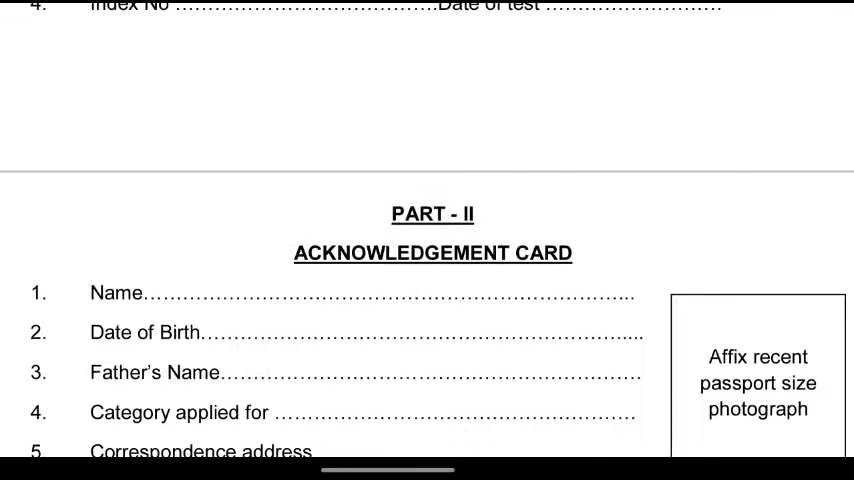 4. Index No ……………………………………Date of test ………………………
PART - II
ACKNOWLEDGEMENT CARD
1. Name…………………………………………………………………..
2. Date of Birth…………………………………………………………....
3. Father’s Name………………………………………………………….
4. Category applied for ……………………………………………….
Affix recent
passport size
photograph
5. Correspondence address